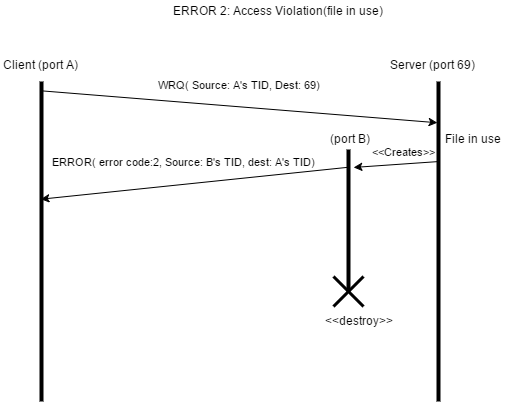 ERROR 2: Access Violation(file in use)
Client (port A)
Server (port 69)
WRQ( Source: A's TID, Dest: 69)
(port B)
File in use
<<Creates>>
ERROR( error code:2, Source: B's TID, dest: A's TID)
<<destroy>>